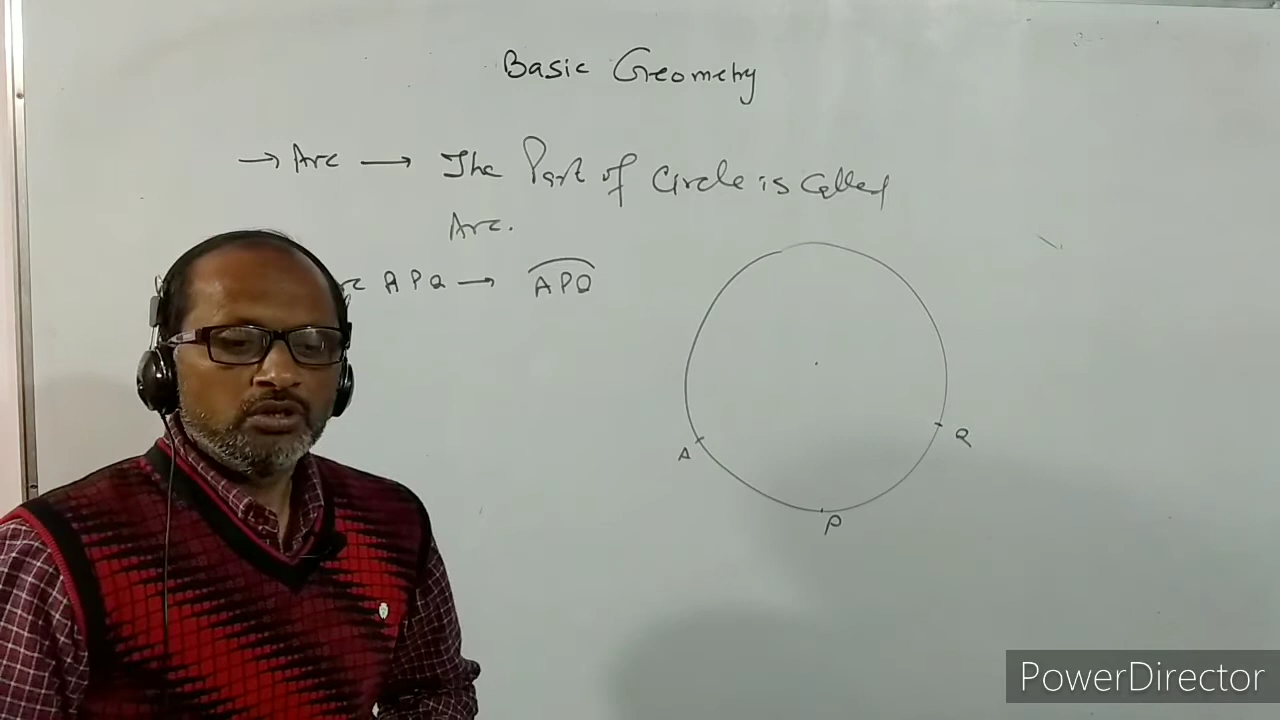 Basic Geometry
→ Arc → The Part of Circle is Called
Arc.
APQ → APQ
A
Q
P
PowerDirector